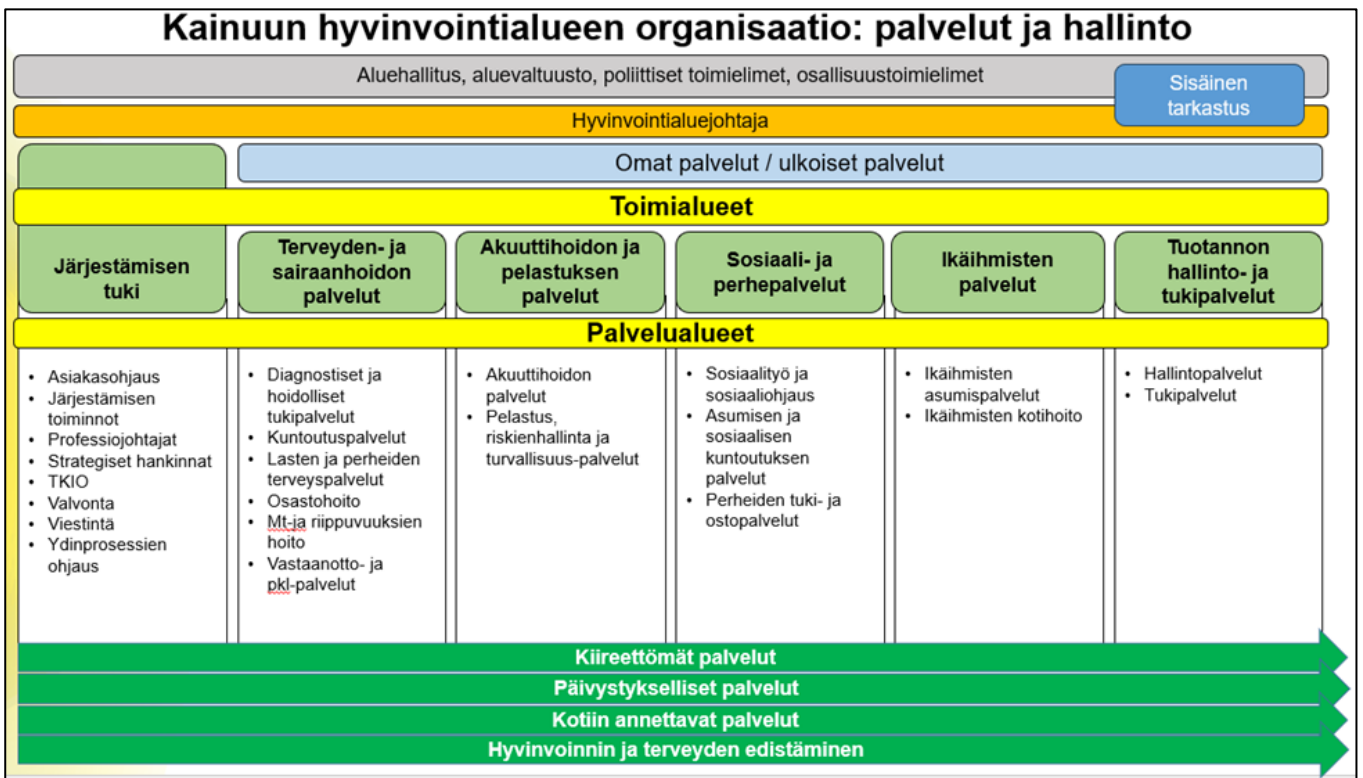 Kainuun hyvinvointialueen organisaatio: palvelut ja hallinto
Aluehallitus, aluevaltuusto, poliittiset toimielimet, osallisuustoimielimet
Sisäinen
tarkastus
Hyvinvointialuejohtaja
Omat palvelut / ulkoiset palvelut
Toimialueet
Järjestämisen
tuki
Terveyden- ja
sairaanhoidon
palvelut
Akuuttihoidon ja
pelastuksen
palvelut
Sosiaali- ja
perhepalvelut
Ikäihmisten
palvelut
Tuotannon
hallinto- ja
tukipalvelut
Palvelualueet
• Asiakasohjaus
• Järjestämisen
toiminnot
• Professiojohtajat
• Strategiset hankinnat
• TKIO
• Valvonta
• Viestintä
• Ydinprosessien
ohjaus
• Diagnostiset ja
hoidolliset
tukipalvelut
• Kuntoutuspalvelut
• Lasten ja perheiden
terveyspalvelut
• Osastohoito
• Mt-ja riippuvuuksien
hoito
• Vastaanotto- ja
pkl-palvelut
• Akuuttihoidon
palvelut
• Pelastus,
riskienhallinta ja
turvallisuus-palvelut
• Sosiaalityö ja
sosiaaliohjaus
• Asumisen ja
sosiaalisen
kuntoutuksen
palvelut
• Perheiden tuki- ja
ostopalvelut
• Ikäihmisten
asumispalvelut
• Ikäihmisten kotihoito
• Hallintopalvelut
• Tukipalvelut
Kiireettömät palvelut
Päivystykselliset palvelut
Kotiin annettavat palvelut
Hyvinvoinnin ja terveyden edistäminen